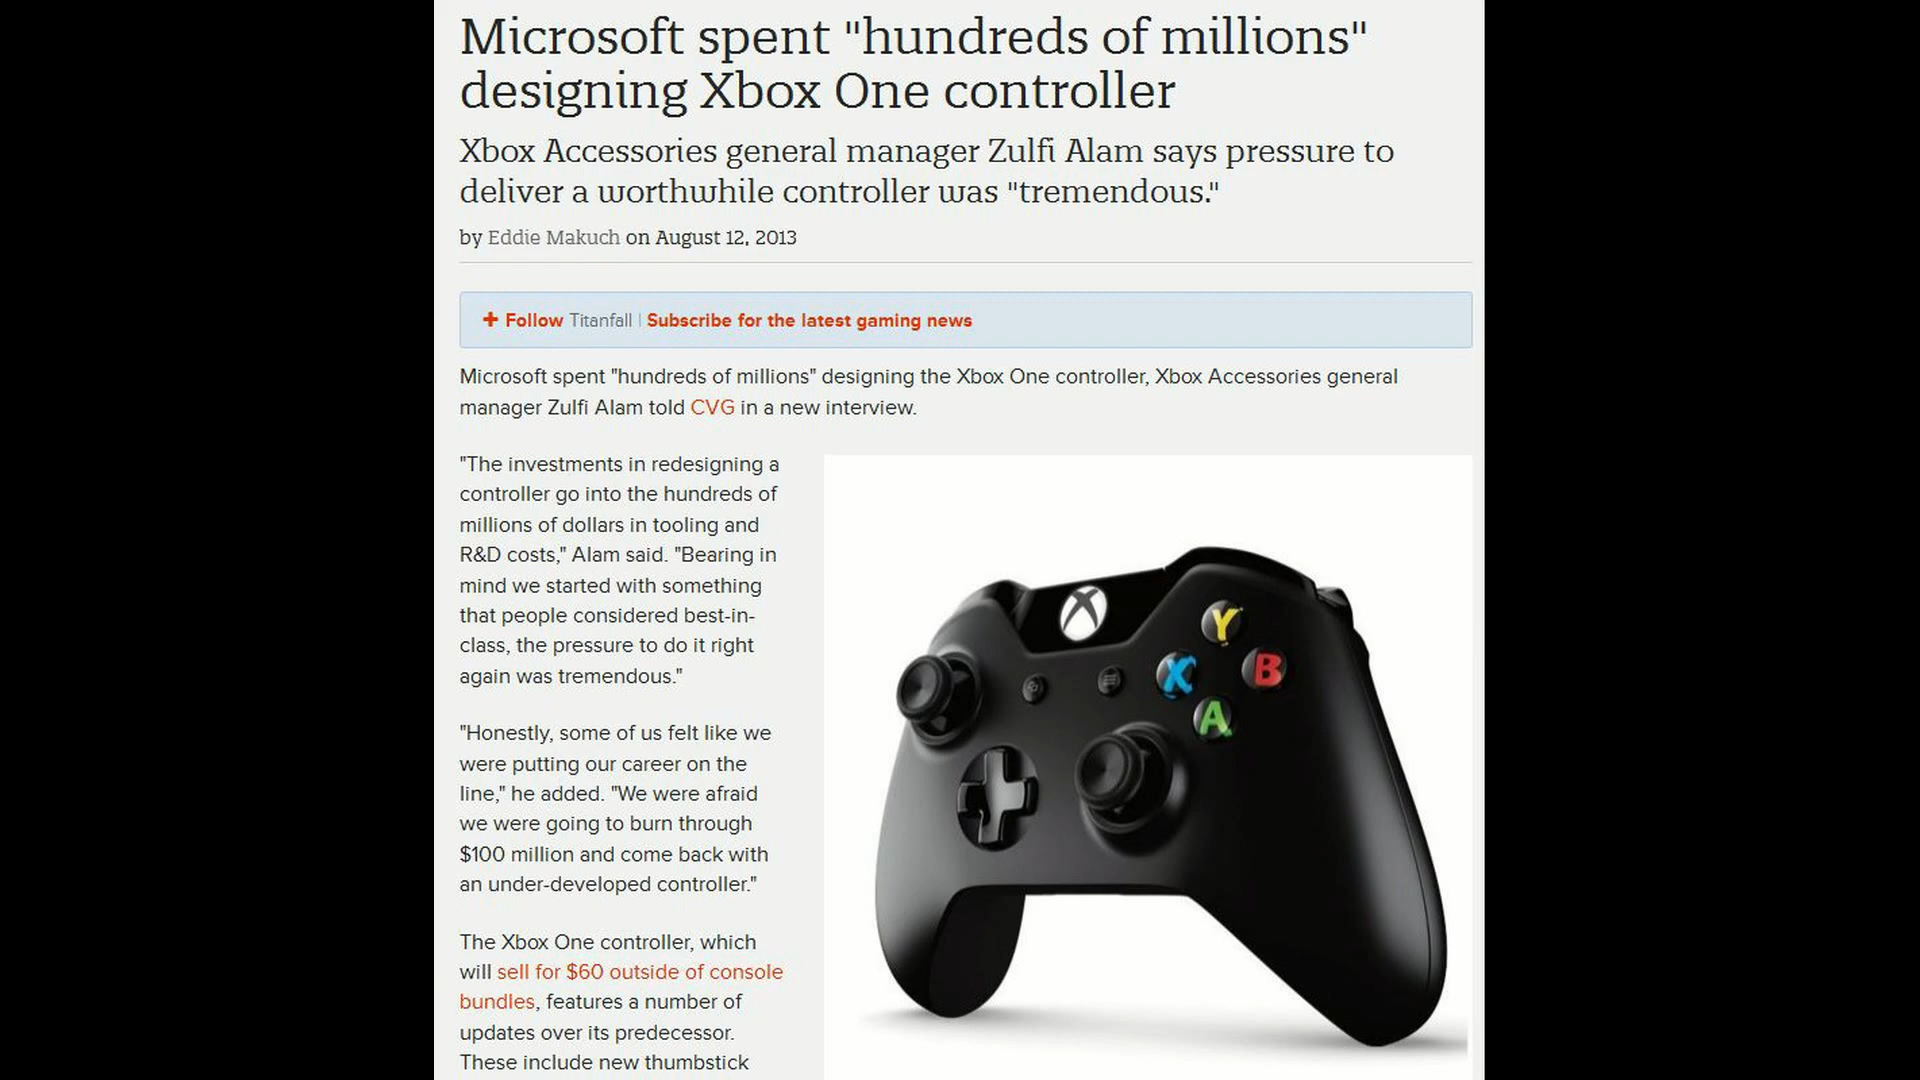 Microsoft spent "hundreds of millions"
designing Xbox One controller
Xbox Accessories general manager Zulfi Alam says pressure to
deliver a worthwhile controller was "tremendous."
by Eddie Makuch on August 12, 2013
+ Follow Titanfall | Subscribe for the latest gaming news
Microsoft spent "hundreds of millions" designing the Xbox One controller, Xbox Accessories general
manager Zulfi Alam told CVG in a new interview.
"The investments in redesigning a
controller go into the hundreds of
millions of dollars in tooling and
R&D costs," Alam said. "Bearing in
mind we started with something
that people considered best-in-
class, the pressure to do it right
again was tremendous."
"Honestly, some of us felt like we
were putting our career on the
line," he added. "We were afraid
we were going to burn through
$100 million and come back with
an under-developed controller."
The Xbox One controller, which
will sell for $60 outside of console
bundles, features a number of
updates over its predecessor.
These include new thumbstick
Y
X
B
A